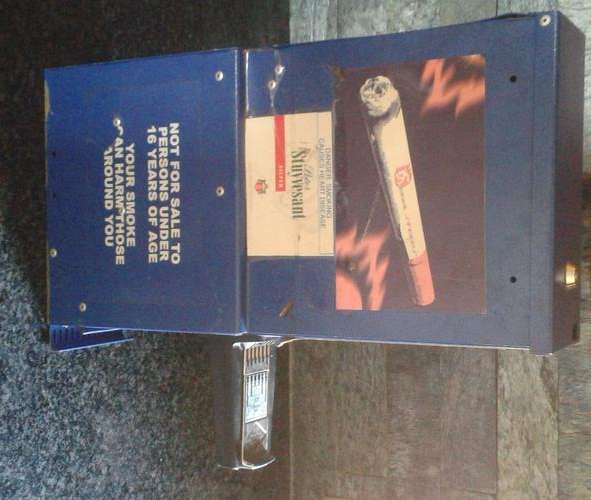 NOT FOR SALE TO
PERSONS UNDER
16 YEARS OF AGE
YOUR SMOKE
CAN HARM THOSE
AROUND YOU
DANGER: SMOKING
CAUSES HEART DISEASE
Peter
Stuyvesant
FILTER